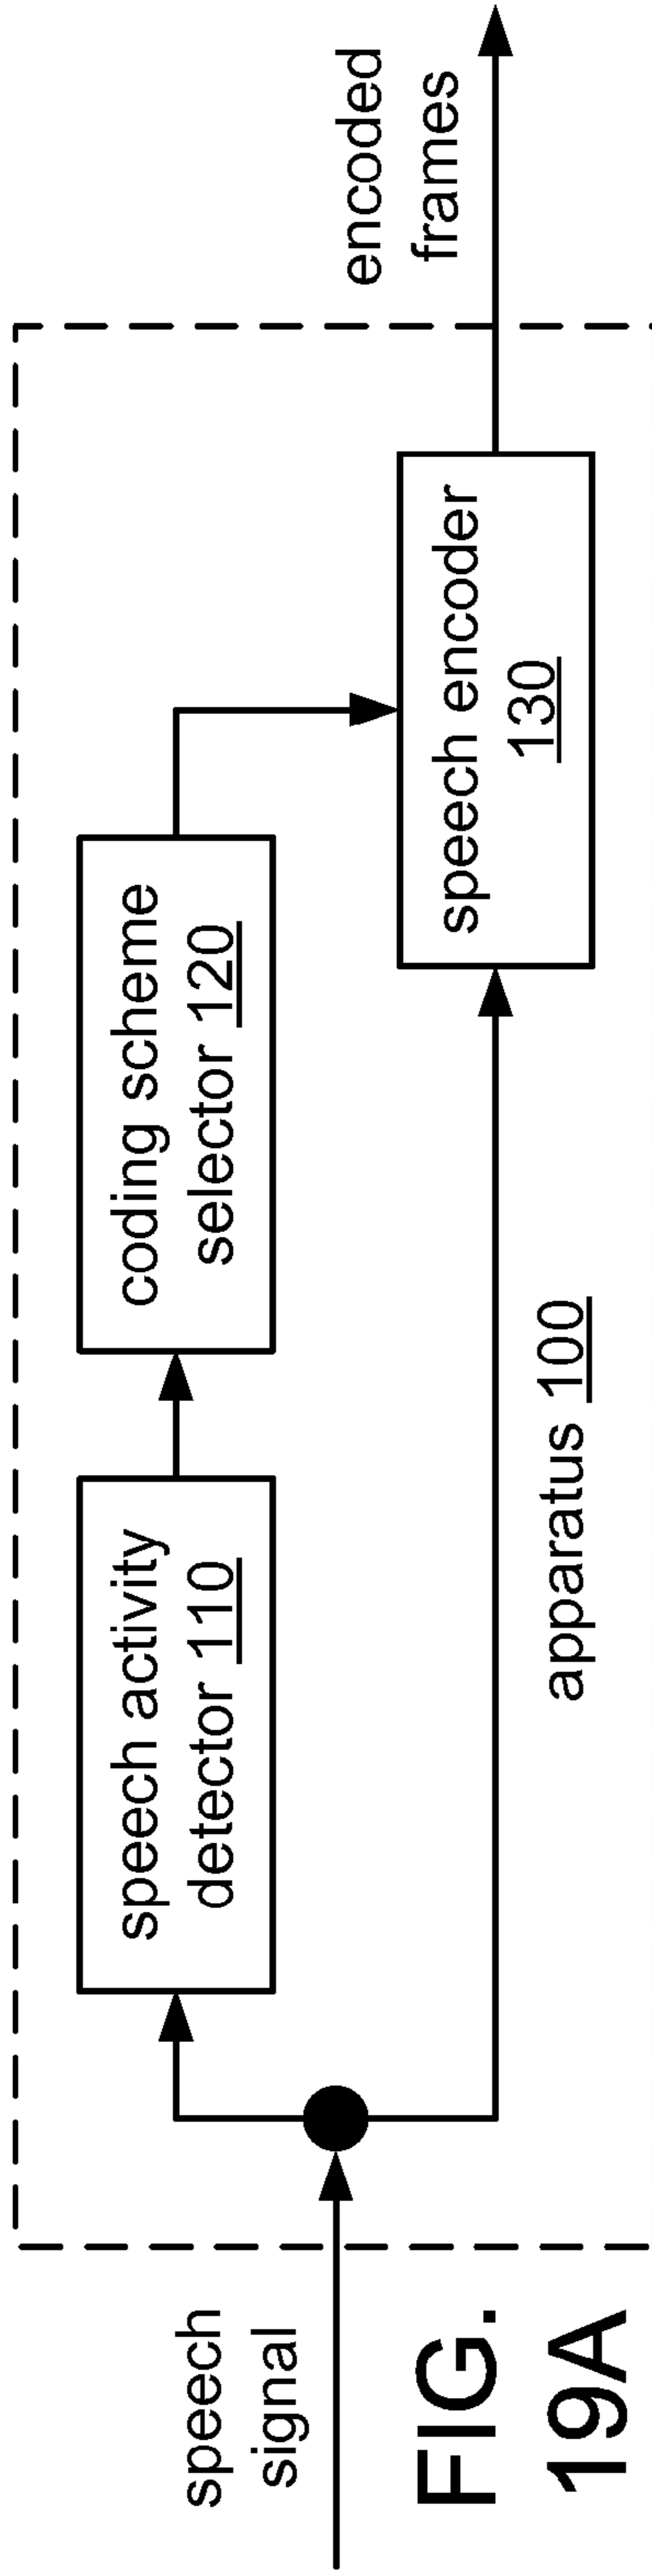 speech
signal
speech activity
detector 110
coding scheme
selector 120
speech encoder
130
encoded
frames
apparatus 100
FIG.
19A